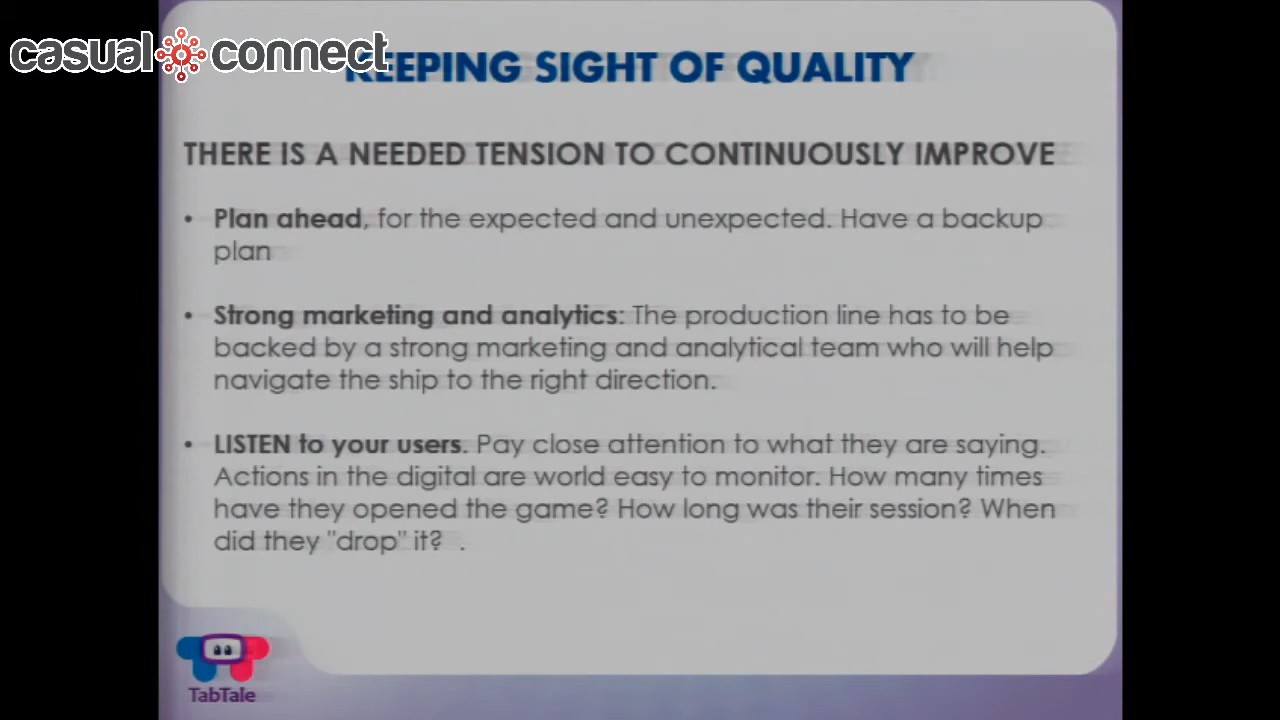 casual connect
KEEPING SIGHT OF QUALITY
THERE IS A NEEDED TENSION TO CONTINUOUSLY IMPROVE
• Plan ahead, for the expected and unexpected. Have a backup
plan
• Strong marketing and analytics: The production line has to be
backed by a strong marketing and analytical team who will help
navigate the ship to the right direction.
• LISTEN to your users. Pay close attention to what they are saying.
Actions in the digital are world easy to monitor. How many times
have they opened the game? How long was their session? When
did they "drop" it? .
TabTale